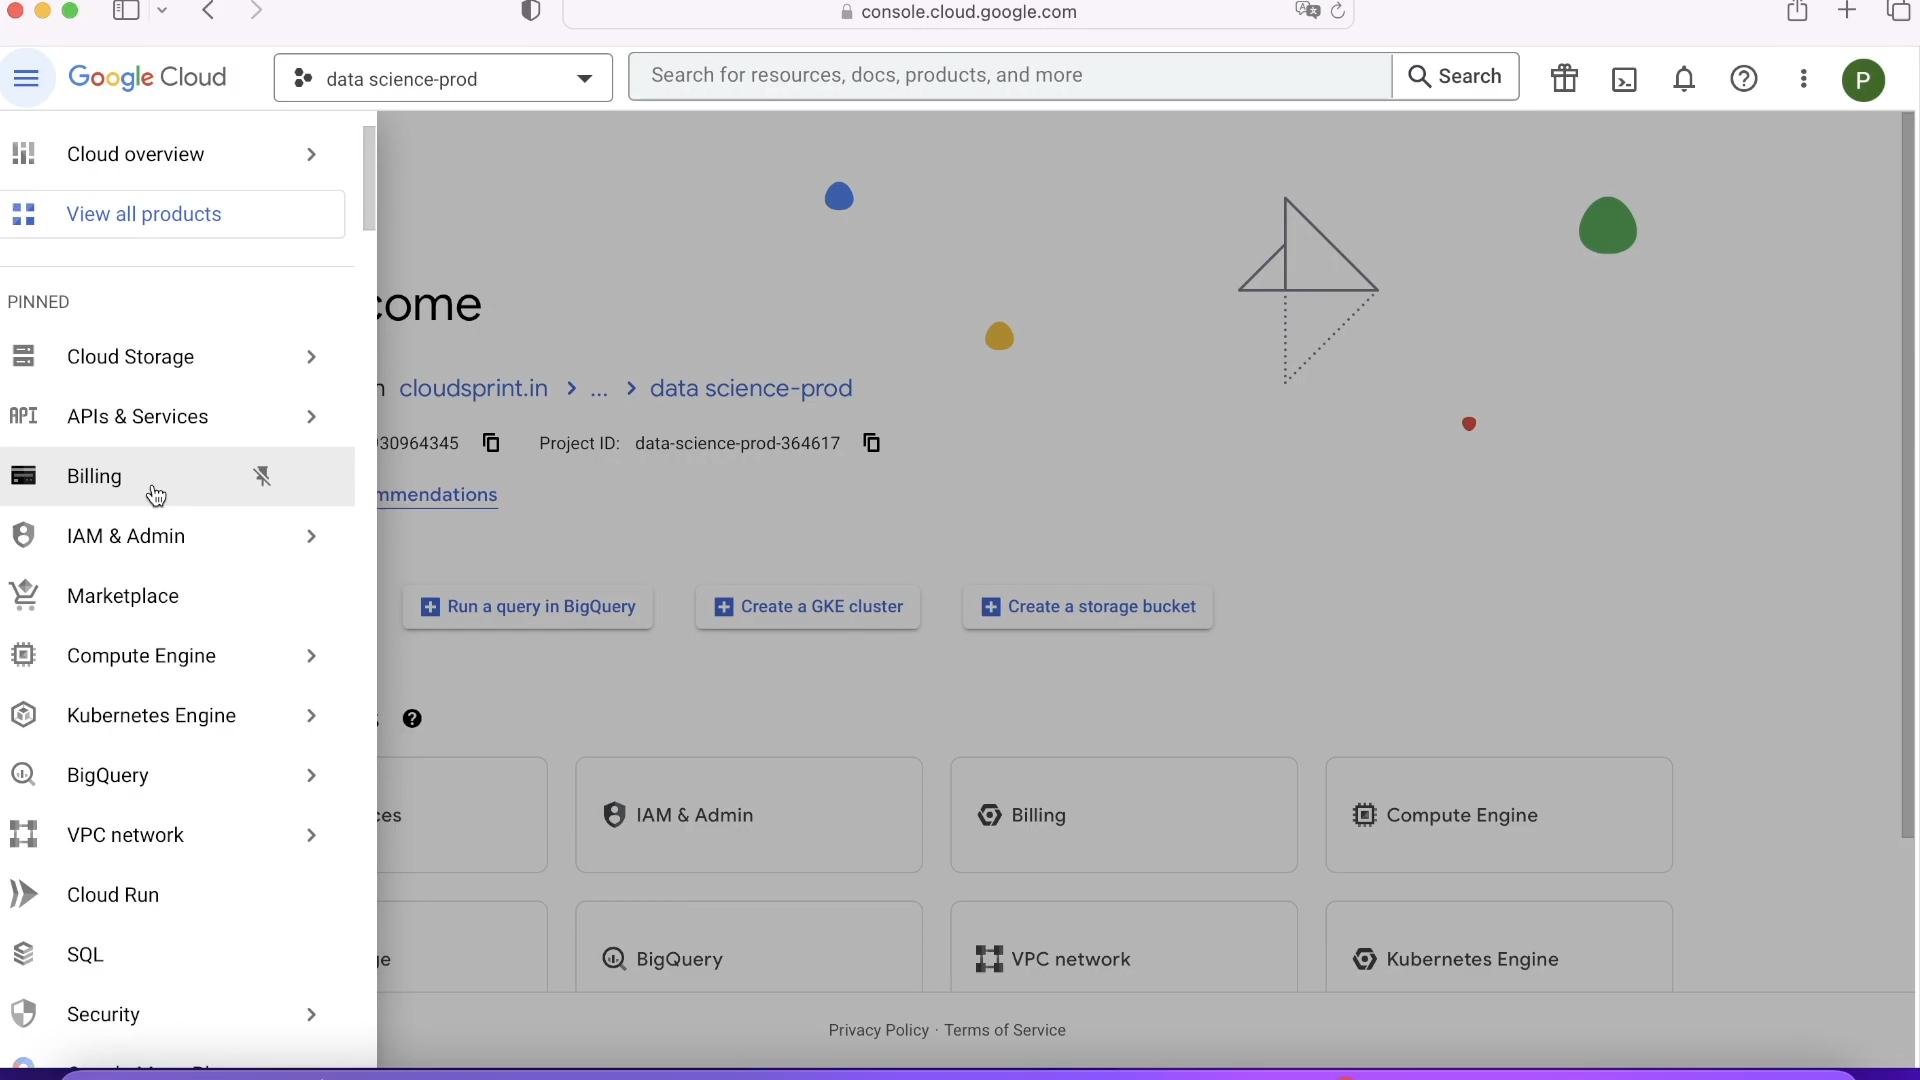 console.cloud.google.com
Google Cloud
data science-prod
Search for resources, docs, products, and more
Search
P
Cloud overview
View all products
PINNED
Cloud Storage
API APIs & Services
Billing
IAM & Admin
Marketplace
Compute Engine
Kubernetes Engine
BigQuery
VPC network
Cloud Run
SQL
Security
come
cloudsprint.in > ... > data science-prod
30964345 Project ID: data-science-prod-364617
mmendations
Run a query in BigQuery
Create a GKE cluster
Create a storage bucket
ces
IAM & Admin
Billing
Compute Engine
ge
BigQuery
VPC network
Kubernetes Engine
Privacy Policy · Terms of Service